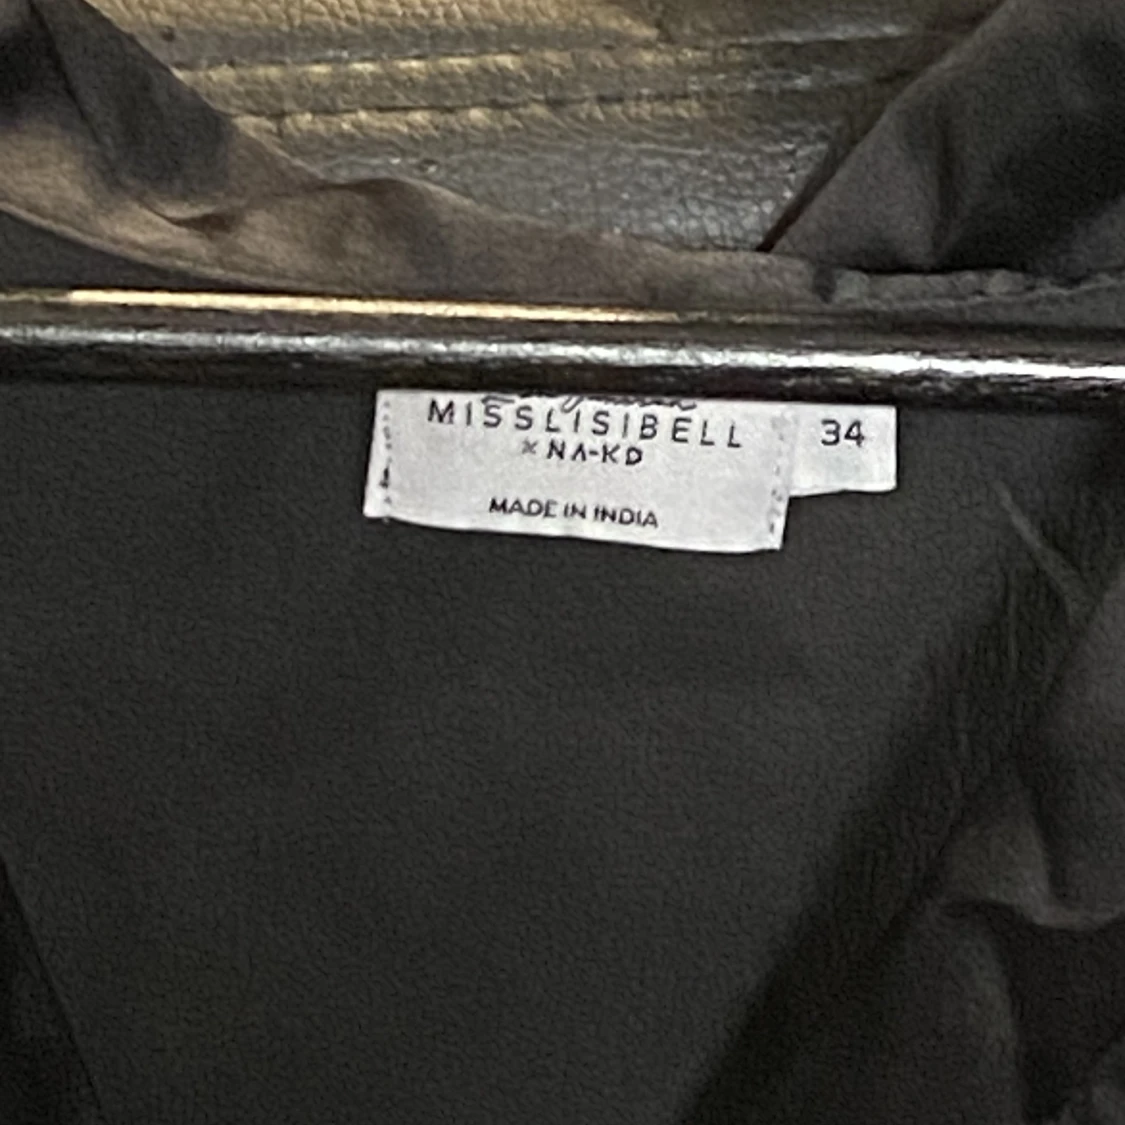 MISSLISIBELL
× NA-KD
MADE IN INDIA
34